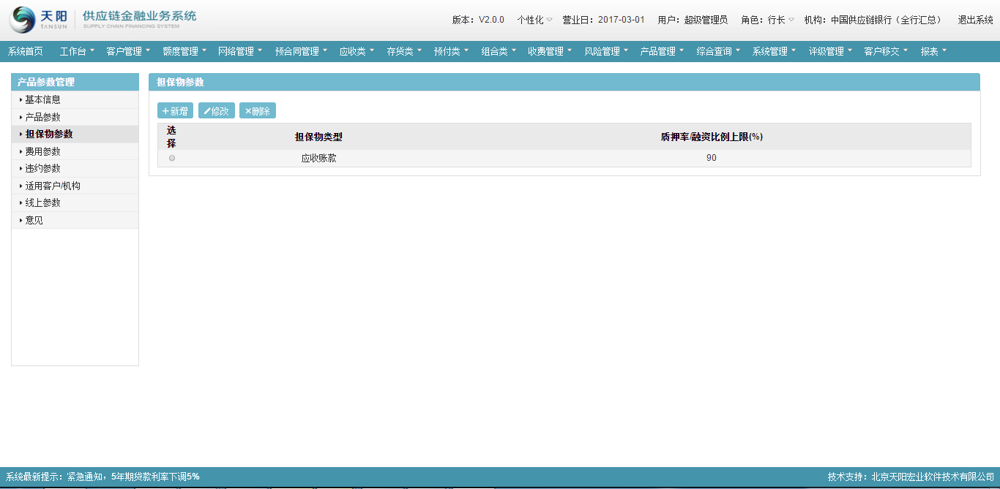 天阳 TANSUN 供应链金融业务系统 SUPPLY CHAIN FINANCING SYSTEM
版本：V2.0.0 个性化 营业日：2017-03-01 用户：超级管理员 角色：行长 机构：中国供应链银行（全行汇总） 退出系统
系统首页 工作台 客户管理 额度管理 网络管理 预合同管理 应收类 存货类 预付类 组合类 收费管理 风险管理 产品管理 综合查询 系统管理 评级管理 客户移交 报表
产品参数管理
基本信息
产品参数
担保物参数
费用参数
违约参数
适用客户/机构
线上参数
意见
担保物参数
新增 修改 删除
选择 担保物类型 质押率/融资比例上限(%)
应收账款 90
系统最新提示：紧急通知，5年期贷款利率下调5% 技术支持：北京天阳宏业软件技术有限公司